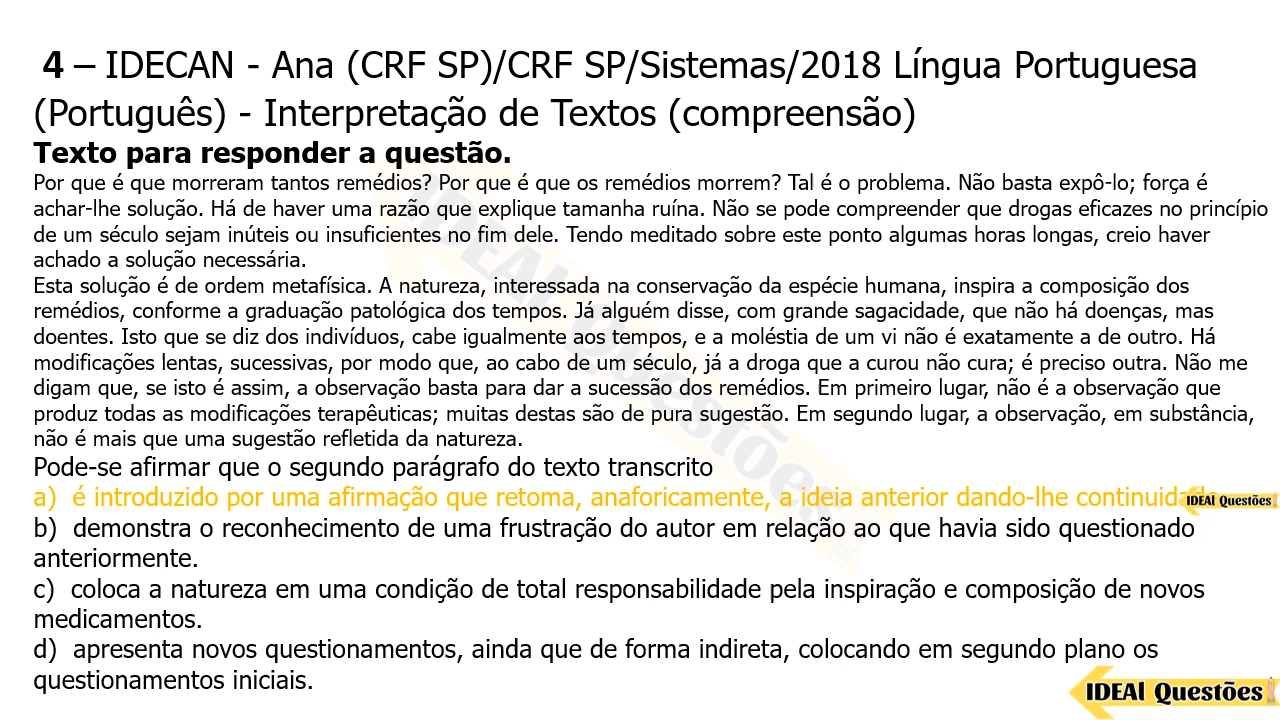 4 – IDECAN - Ana (CRF SP)/CRF SP/Sistemas/2018 Língua Portuguesa
(Português) - Interpretação de Textos (compreensão)
Texto para responder a questão.
Por que é que morreram tantos remédios? Por que é que os remédios morrem? Tal é o problema. Não basta expô-lo; força é
achar-lhe solução. Há de haver uma razão que explique tamanha ruína. Não se pode compreender que drogas eficazes no princípio
de um século sejam inúteis ou insuficientes no fim dele. Tendo meditado sobre este ponto algumas horas longas, creio haver
achado a solução necessária.
Esta solução é de ordem metafísica. A natureza, interessada na conservação da espécie humana, inspira a composição dos
remédios, conforme a graduação patológica dos tempos. Já alguém disse, com grande sagacidade, que não há doenças, mas
doentes. Isto que se diz dos indivíduos, cabe igualmente aos tempos, e a moléstia de um vi não é exatamente a de outro. Há
modificações lentas, sucessivas, por modo que, ao cabo de um século, já a droga que a curou não cura; é preciso outra. Não me
digam que, se isto é assim, a observação basta para dar a sucessão dos remédios. Em primeiro lugar, não é a observação que
produz todas as modificações terapêuticas; muitas destas são de pura sugestão. Em segundo lugar, a observação, em substância,
não é mais que uma sugestão refletida da natureza.
Pode-se afirmar que o segundo parágrafo do texto transcrito
a) é introduzido por uma afirmação que retoma, anaforicamente, a ideia anterior dando-lhe
IDEAl Questões
b) demonstra o reconhecimento de uma frustração do autor em relação ao que havia sido questionado
anteriormente.
c) coloca a natureza em uma condição de total responsabilidade pela inspiração e composição de novos
medicamentos.
d) apresenta novos questionamentos, ainda que de forma indireta, colocando em segundo plano os
questionamentos iniciais.
IDEAl Questões
IDEAl Questões